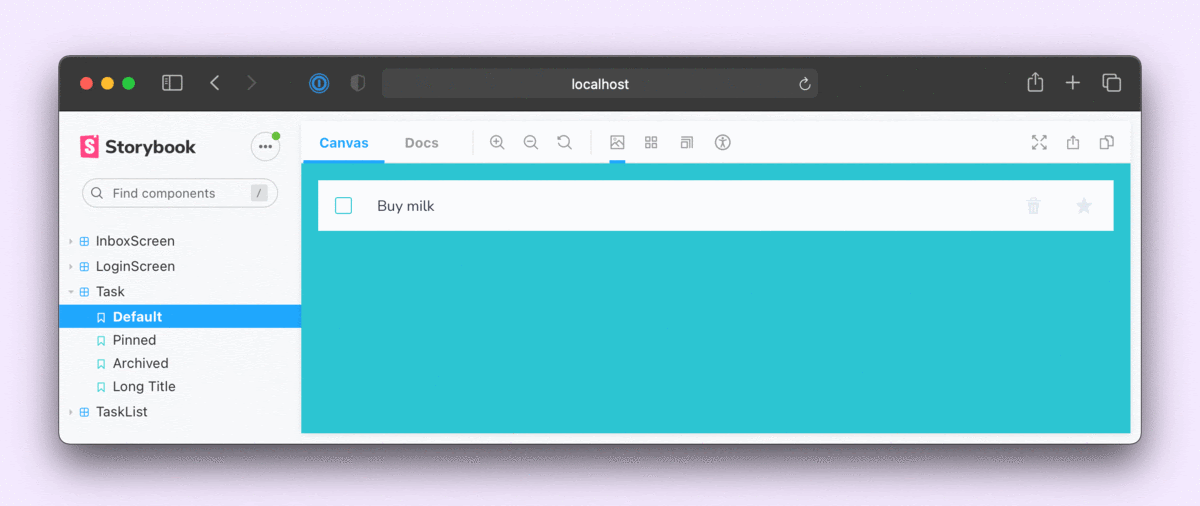 localhost
Storybook
Find components /
InboxScreen
LoginScreen
Task
Default
Pinned
Archived
Long Title
TaskList
Canvas Docs
Buy milk